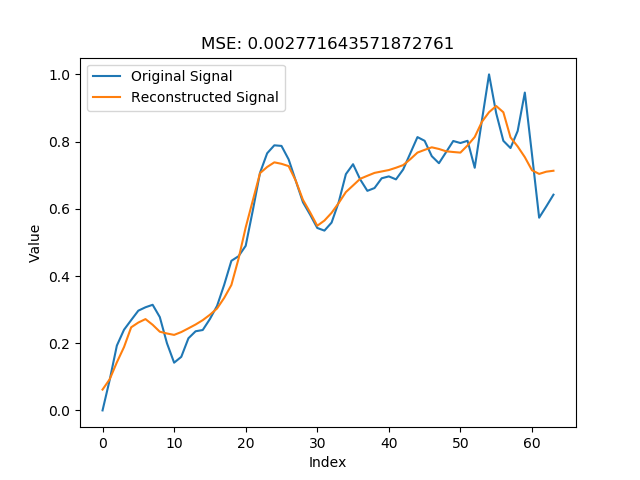 MSE: 0.002771643571872761
Original Signal
Reconstructed Signal
1.0
0.8
0.6
0.4
0.2
0.0
Value
0 10 20 30 40 50 60
Index